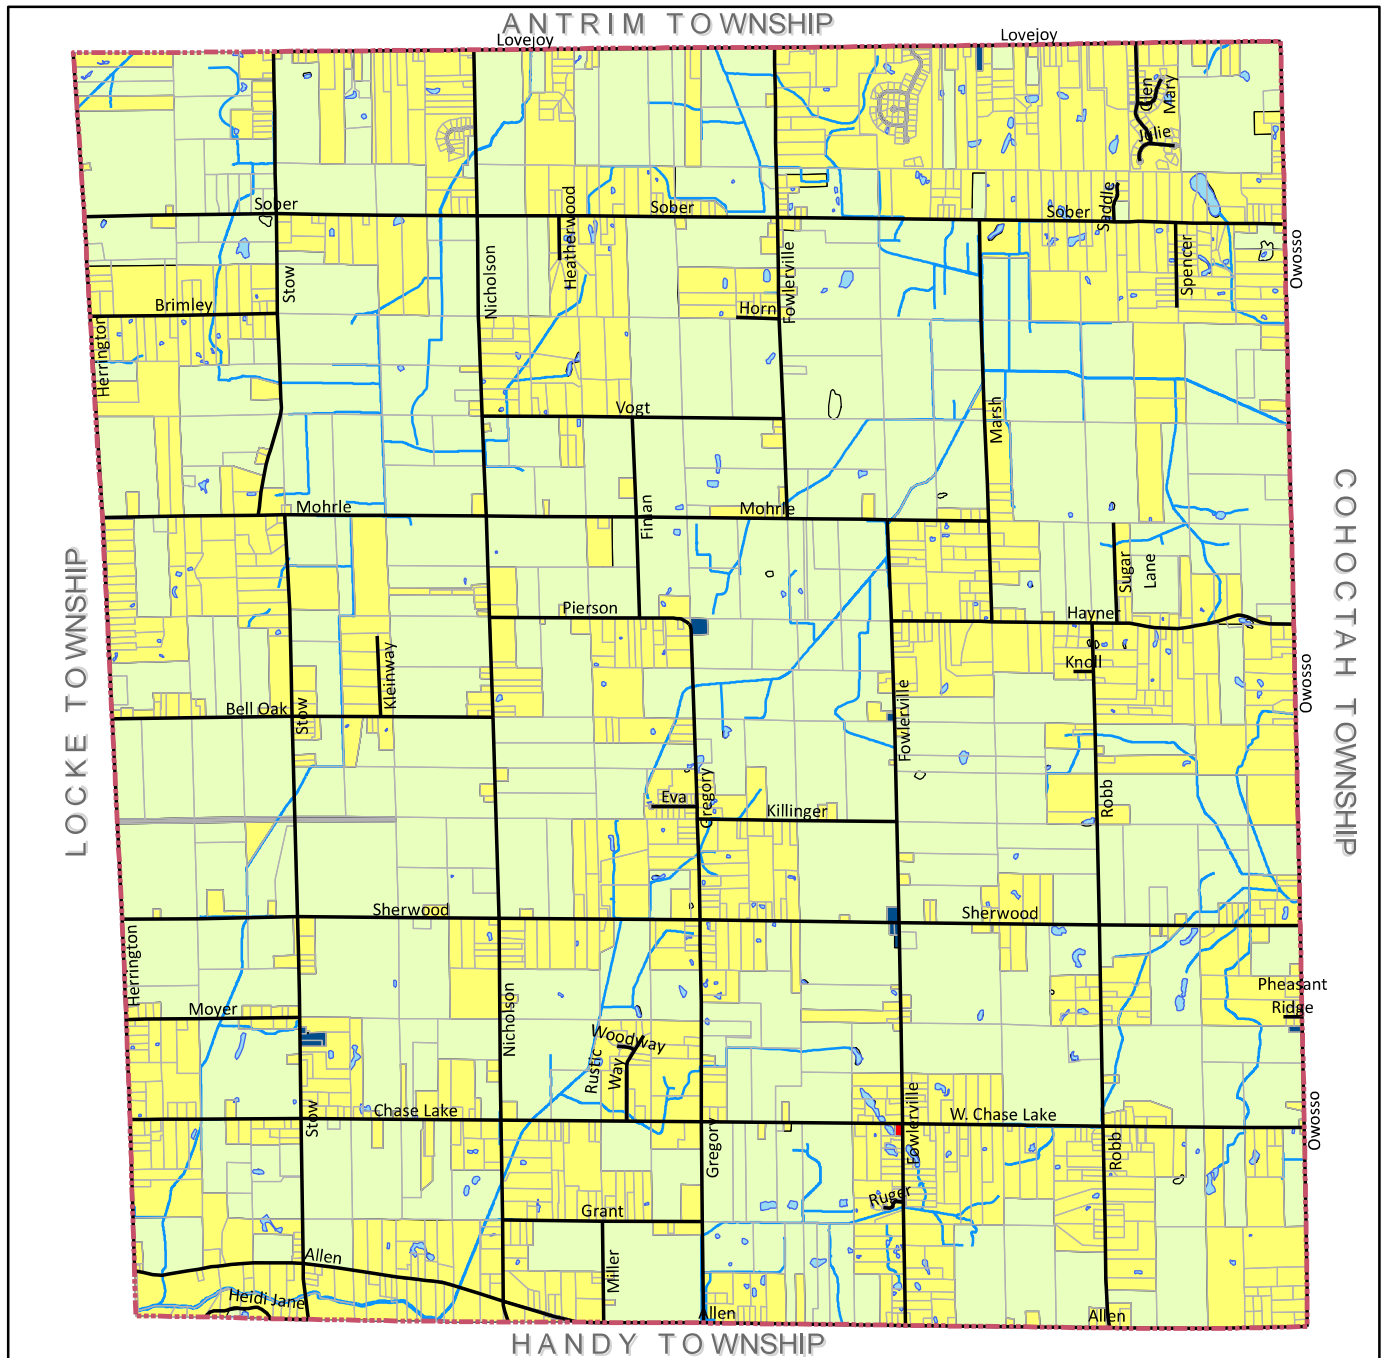 ANTRIM TOWNSHIP
Lovejoy
Lovejoy
Glen
Mary
Julie
Sober
Heatherwood
Sober
Sober
Saddle
Stow
Nicholson
Fowlerville
Spencer
Owosso
Brimley
Horn
Herrington
Vogt
Marsh
Mohrle
Finlan
Mohrle
COHOCTAH TOWNSHIP
LOCKE TOWNSHIP
Sugar
Lane
Pierson
Hayner
Kleinway
Knoll
Owosso
Bell Oak
Stow
Fowlerville
Eva
Gregory
Killinger
Robb
Sherwood
Sherwood
Herrington
Pheasant
Ridge
Moyer
Nicholson
Woodway
Rustic
Way
Stow
Chase Lake
Fowlerville
W. Chase Lake
Owosso
Gregory
Robb
Ruger
Grant
Allen
Miller
Heidi Jane
Allen
Allen
HANDY TOWNSHIP